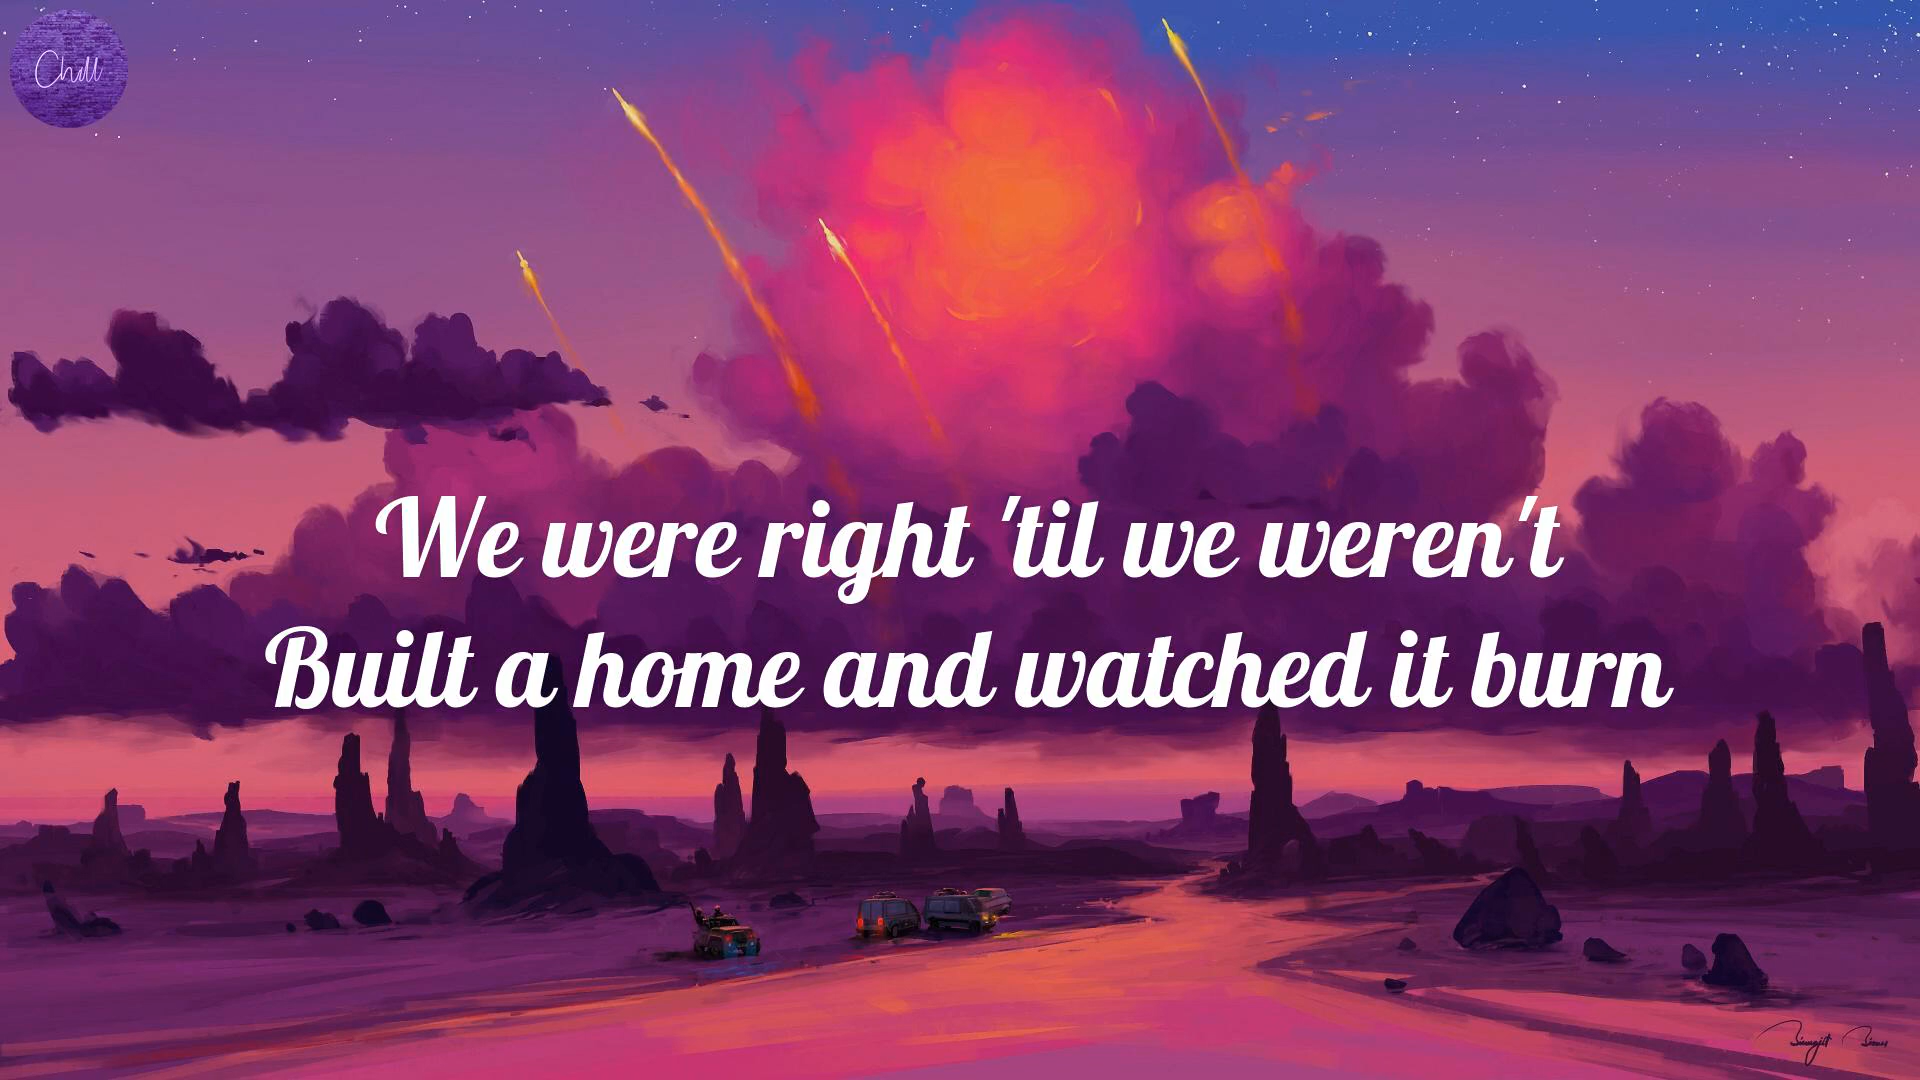 Chill
We were right 'til we weren't
Built a home and watched it burn